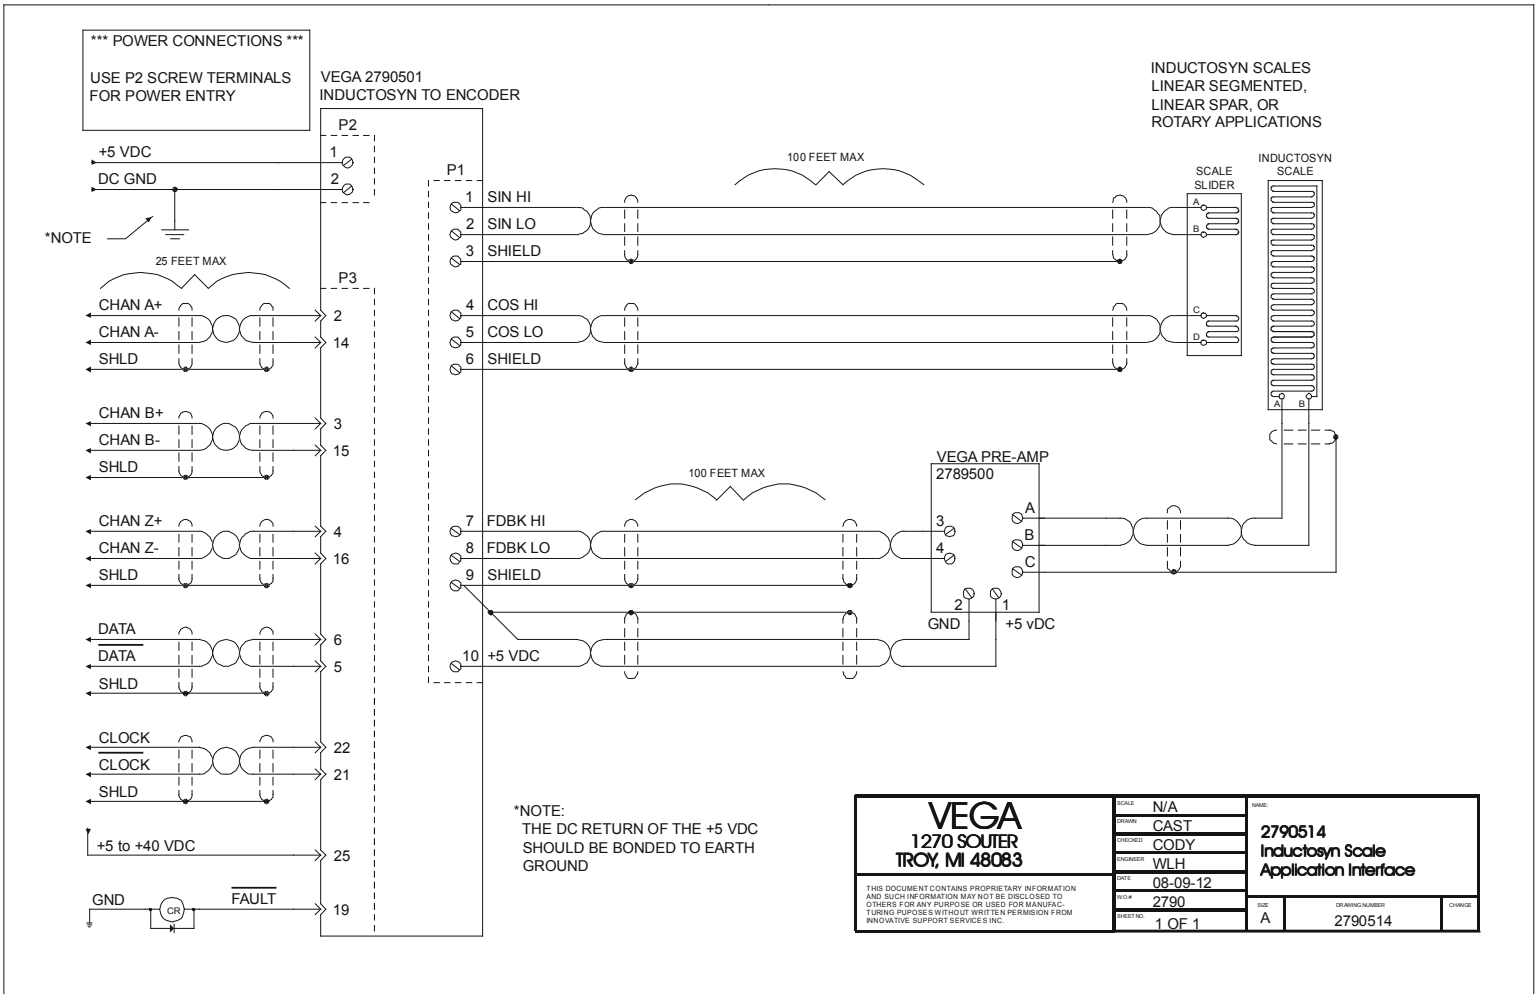 *** POWER CONNECTIONS ***
USE P2 SCREW TERMINALS
FOR POWER ENTRY
VEGA 2790501
INDUCTOSYN TO ENCODER
INDUCTOSYN SCALES
LINEAR SEGMENTED,
LINEAR SPAR, OR
ROTARY APPLICATIONS
P2
+5 VDC
1
DC GND
2
*NOTE
25 FEET MAX
P3
CHAN A+
2
CHAN A-
14
SHLD
CHAN B+
3
CHAN B-
15
SHLD
CHAN Z+
4
CHAN Z-
16
SHLD
DATA
6
DATA
5
SHLD
CLOCK
22
CLOCK
21
SHLD
+5 to +40 VDC
25
GND
CR
FAULT
19
P1
1 SIN HI
2 SIN LO
3 SHIELD
4 COS HI
5 COS LO
6 SHIELD
7 FDBK HI
8 FDBK LO
9 SHIELD
10 +5 VDC
100 FEET MAX
100 FEET MAX
SCALE
SLIDER
A
B
C
D
INDUCTOSYN
SCALE
A B
VEGA PRE-AMP
2789500
3
4
A
B
C
2 1
GND +5 vDC
*NOTE:
THE DC RETURN OF THE +5 VDC
SHOULD BE BONDED TO EARTH
GROUND
VEGA
1270 SOUTER
TROY, MI 48083
THIS DOCUMENT CONTAINS PROPRIETARY INFORMATION
AND SUCH INFORMATION MAY NOT BE DISCLOSED TO
OTHERS FOR ANY PURPOSE OR USED FOR MANUFAC-
TURING PUPOSES WITHOUT WRITTEN PERMISION FROM
INNOVATIVE SUPPORT SERVICES INC.
SCALE N/A
DRAWN CAST
CHECKED CODY
ENGINEER WLH
DATE 08-09-12
W.O.# 2790
SHEET NO. 1 OF 1
NAME:
2790514
Inductosyn Scale
Application Interface
SIZE
A
DRAWING NUMBER
2790514
CHANGE